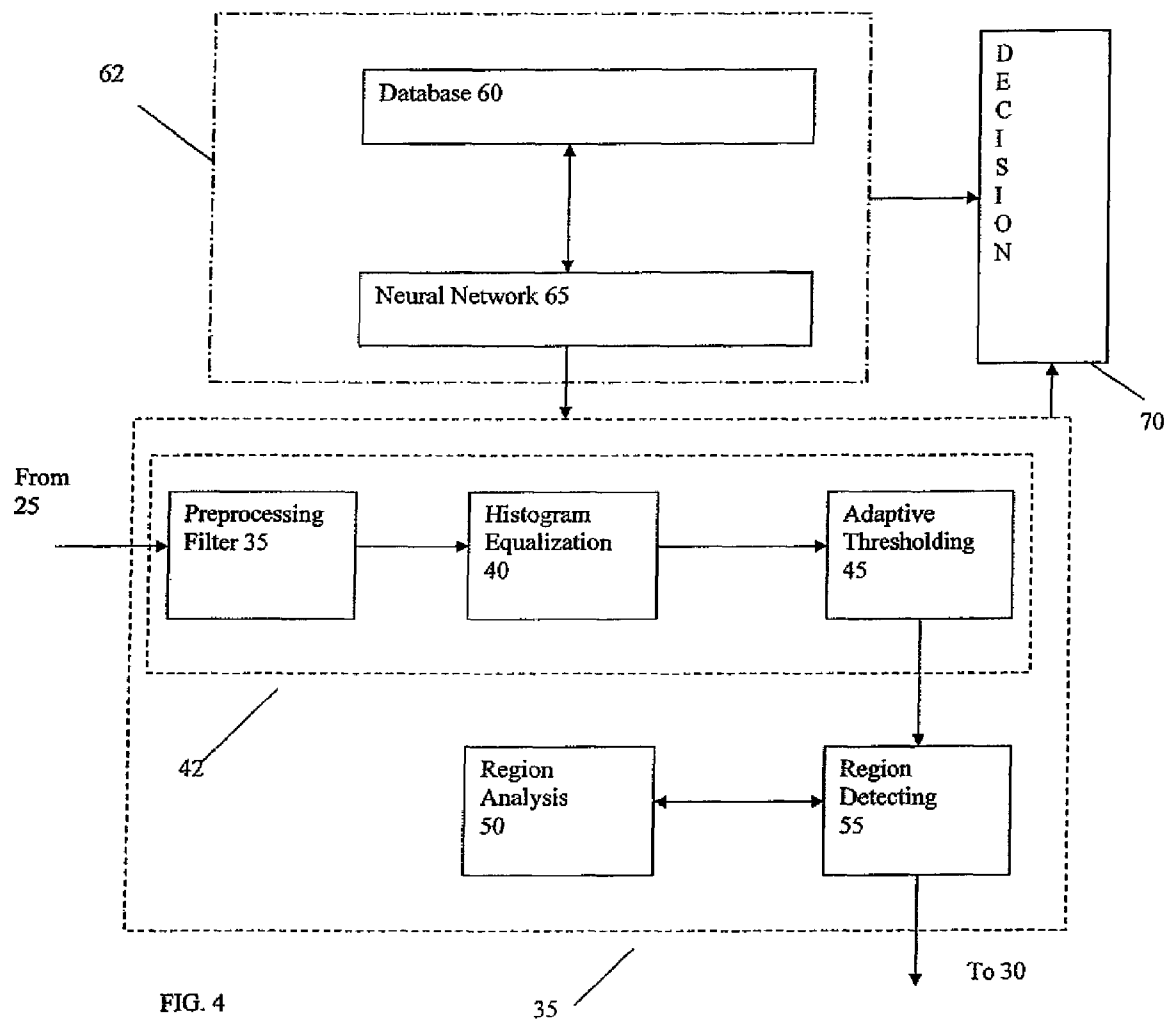 62
Database 60
Neural Network 65
DECISION
70
From
25
Preprocessing
Filter 35
Histogram
Equalization
40
Adaptive
Thresholding
45
42
Region
Analysis
50
Region
Detecting
55
To 30
FIG. 4
35